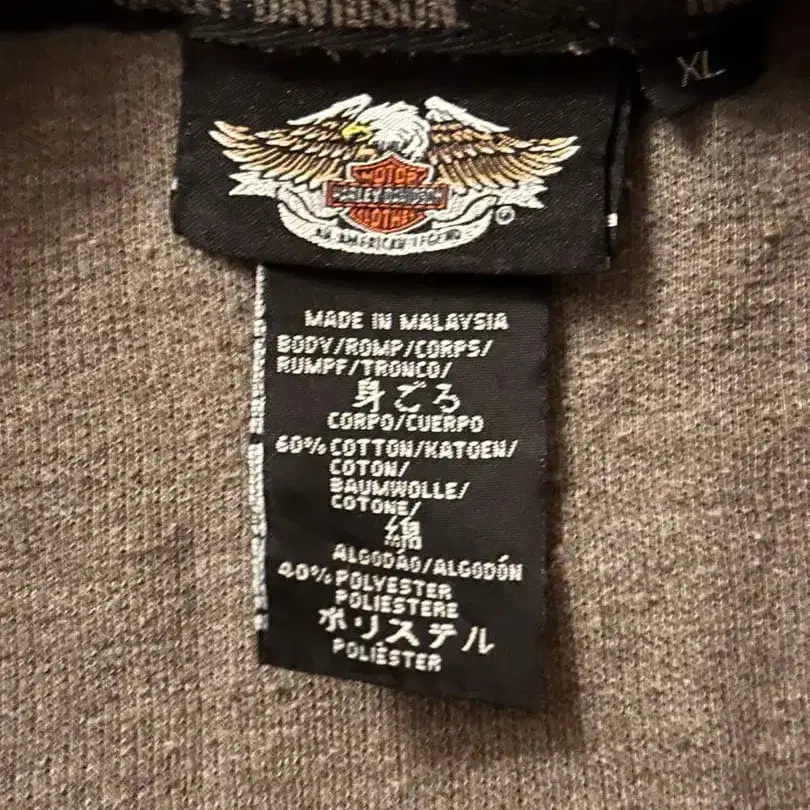 DAVIDSON
XL
MOTOR
HARLEY-DAVIDSON
CLOTHES
AN AMERICAN LEGEND
MADE IN MALAYSIA
BODY/ROMP/CORPS/
RUMPF/TRONCO/
身ごろ
CORPO/CUERPO
60% COTTON/KATOEN/
COTON/
BAUMWOLLE/
COTONE/
綿
ALGODÃO/ALGODÓN
40% POLYESTER
POLIESTERE
ポリステル
POLIÉSTER